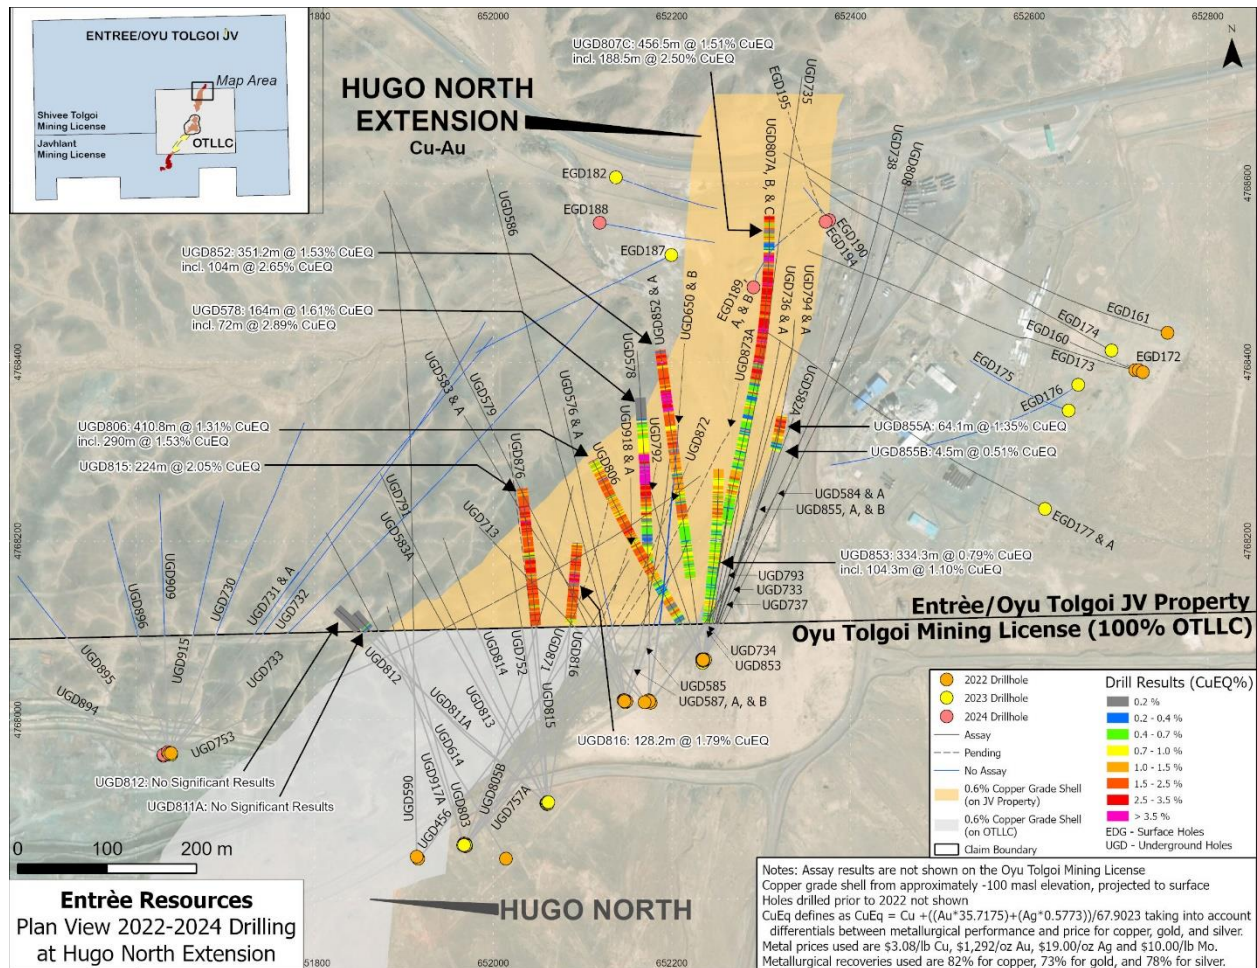 651800
652000
652200
652400
652600
652800
ENTREE/OYU TOLGOI JV
Map Area
Shivee Tolgoi
Mining License
Javhlant
Mining License
OTLLC
N
HUGO NORTH
EXTENSION
Cu-Au
UGD807C: 456.5m @ 1.51% CuEQ
incl. 188.5m @ 2.50% CuEQ
EGD195
UGD735
UGD807A, B, & C
UGD738
UGD808
4768600
EGD182
EGD188
EGD187
UGD586
EGD190
EGD194
EGD189,
A, & B
UGD852: 351.2m @ 1.53% CuEQ
incl. 104m @ 2.65% CuEQ
UGD578: 164m @ 1.61% CuEQ
incl. 72m @ 2.89% CuEQ
UGD852 & A
UGD650 & B
UGD736 & A
UGD794 & A
UGD873A
EGD161
EGD174
EGD160
EGD173
EGD172
EGD175
EGD176
4768400
4768400
UGD583 & A
UGD579
UGD576 & A
UGD578
UGD918 & A
UGD792
UGD872
UGD582A
UGD806: 410.8m @ 1.31% CuEQ
incl. 290m @ 1.53% CuEQ
UGD815: 224m @ 2.05% CuEQ
UGD855A: 64.1m @ 1.35% CuEQ
UGD855B: 4.5m @ 0.51% CuEQ
UGD876
UGD806
UGD791
UGD583A
UGD713
UGD584 & A
UGD855, A, & B
EGD177 & A
4768200
4768200
UGD853: 334.3m @ 0.79% CuEQ
incl. 104.3m @ 1.10% CuEQ
UGD793
UGD733
UGD737
Entrèe/Oyu Tolgoi JV Property
Oyu Tolgoi Mining License (100% OTLLC)
UGD896
UGD909
UGD730
UGD731 & A
UGD732
UGD895
UGD915
UGD733
UGD894
UGD753
UGD812
UGD814
UGD752
UGD871
UGD816
UGD734
UGD853
UGD585
UGD587, A, & B
UGD811A
UGD813
UGD815
UGD614
4768000
UGD816: 128.2m @ 1.79% CuEQ
UGD812: No Significant Results
UGD811A: No Significant Results
UGD590
UGD917A
UGD456
UGD803
UGD805B
UGD757A
0 100 200 m
Entrèe Resources
Plan View 2022-2024 Drilling
at Hugo North Extension
HUGO NORTH
2022 Drillhole
2023 Drillhole
2024 Drillhole
Assay
Pending
No Assay
0.6% Copper Grade Shell
(on JV Property)
0.6% Copper Grade Shell
(on OTLLC)
Claim Boundary
Drill Results (CuEQ%)
0.2 %
0.2 - 0.4 %
0.4 - 0.7 %
0.7 - 1.0 %
1.0 - 1.5 %
1.5 - 2.5 %
2.5 - 3.5 %
> 3.5 %
EDG - Surface Holes
UGD - Underground Holes
Notes: Assay results are not shown on the Oyu Tolgoi Mining License
Copper grade shell from approximately -100 masl elevation, projected to surface
Holes drilled prior to 2022 not shown
CuEq defines as CuEq = Cu +((Au*35.7175)+(Ag*0.5773))/67.9023 taking into account
differentials between metallurgical performance and price for copper, gold, and silver.
Metal prices used are $3.08/lb Cu, $1,292/oz Au, $19.00/oz Ag and $10.00/lb Mo.
Metallurgical recoveries used are 82% for copper, 73% for gold, and 78% for silver.
651800
652000
652200